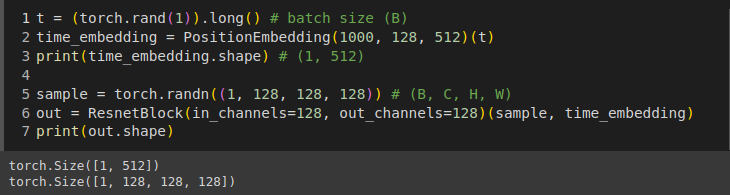 1 t = (torch.rand(1)).long() # batch size (B)
2 time_embedding = PositionEmbedding(1000, 128, 512)(t)
3 print(time_embedding.shape) # (1, 512)
4
5 sample = torch.randn((1, 128, 128, 128)) # (B, C, H, W)
6 out = ResnetBlock(in_channels=128, out_channels=128)(sample, time_embedding)
7 print(out.shape)
torch.Size([1, 512])
torch.Size([1, 128, 128, 128])